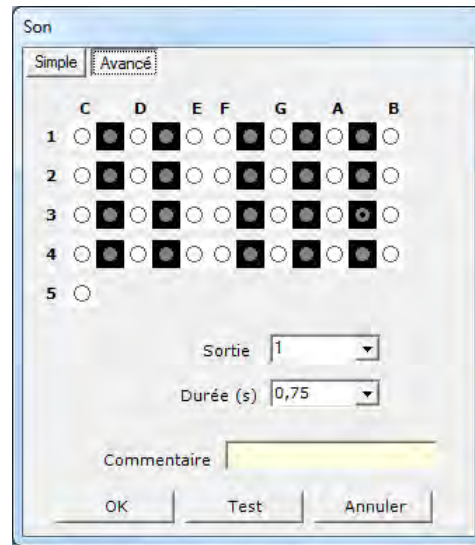 Son
Simple Avancé
C D E F G A B
1
2
3
4
5
Sortie 1
Durée (s) 0,75
Commentaire
OK Test Annuler